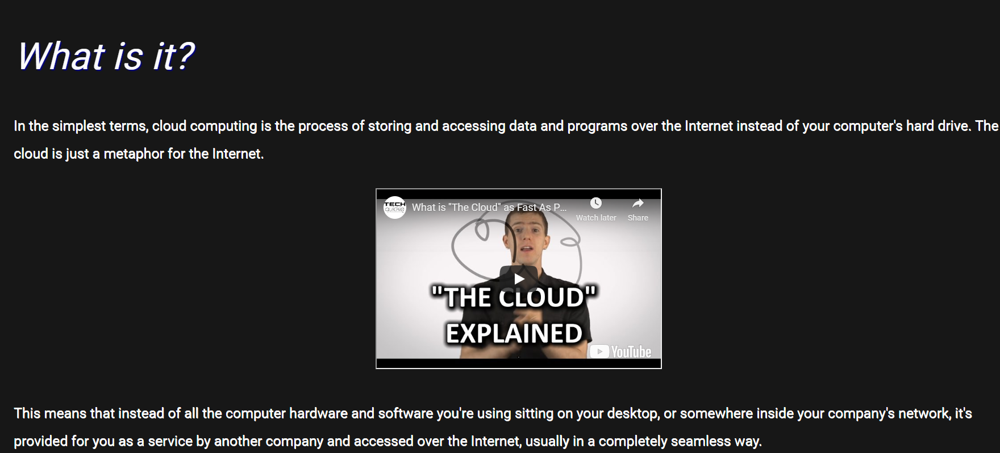 What is it?
In the simplest terms, cloud computing is the process of storing and accessing data and programs over the Internet instead of your computer's hard drive. The
cloud is just a metaphor for the Internet.
TECH
quickie
What is "The Cloud" as Fast As P...
Watch later
Share
"THE CLOUD"
EXPLAINED
YouTube
This means that instead of all the computer hardware and software you're using sitting on your desktop, or somewhere inside your company's network, it's
provided for you as a service by another company and accessed over the Internet, usually in a completely seamless way.